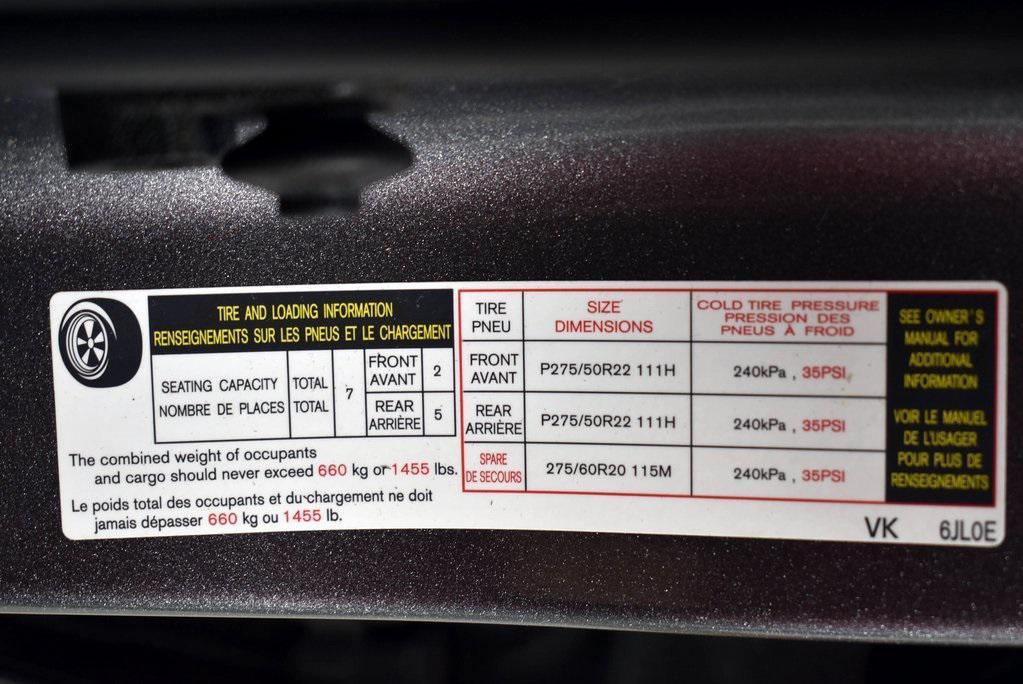 TIRE AND LOADING INFORMATION
RENSEIGNEMENTS SUR LES PNEUS ET LE CHARGEMENT
SEATING CAPACITY
NOMBRE DE PLACES
TOTAL
TOTAL
7
FRONT
AVANT
2
REAR
ARRIÈRE
5
The combined weight of occupants
and cargo should never exceed 660 kg or 1455 lbs.
Le poids total des occupants et du chargement ne doit
jamais dépasser 660 kg ou 1455 lb.
TIRE
PNEU
SIZE
DIMENSIONS
COLD TIRE PRESSURE
PRESSION DES
PNEUS À FROID
FRONT
AVANT
P275/50R22 111H
240kPa , 35PSI
REAR
ARRIÈRE
P275/50R22 111H
240kPa , 35PSI
SPARE
DE SECOURS
275/60R20 115M
240kPa , 35PSI
SEE OWNER'S
MANUAL FOR
ADDITIONAL
INFORMATION
VOIR LE MANUEL
DE L'USAGER
POUR PLUS DE
RENSEIGNEMENTS
VK 6JL0E